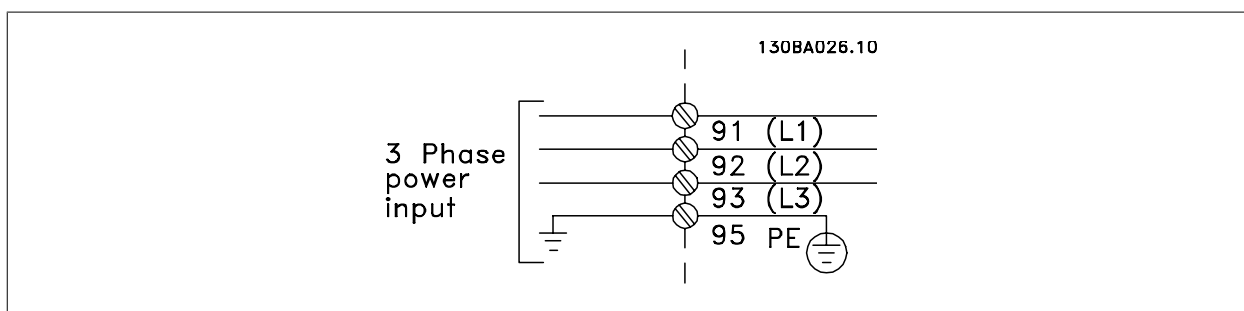 130BA026.10
3 Phase
power
input
91 (L1)
92 (L2)
93 (L3)
95 PE